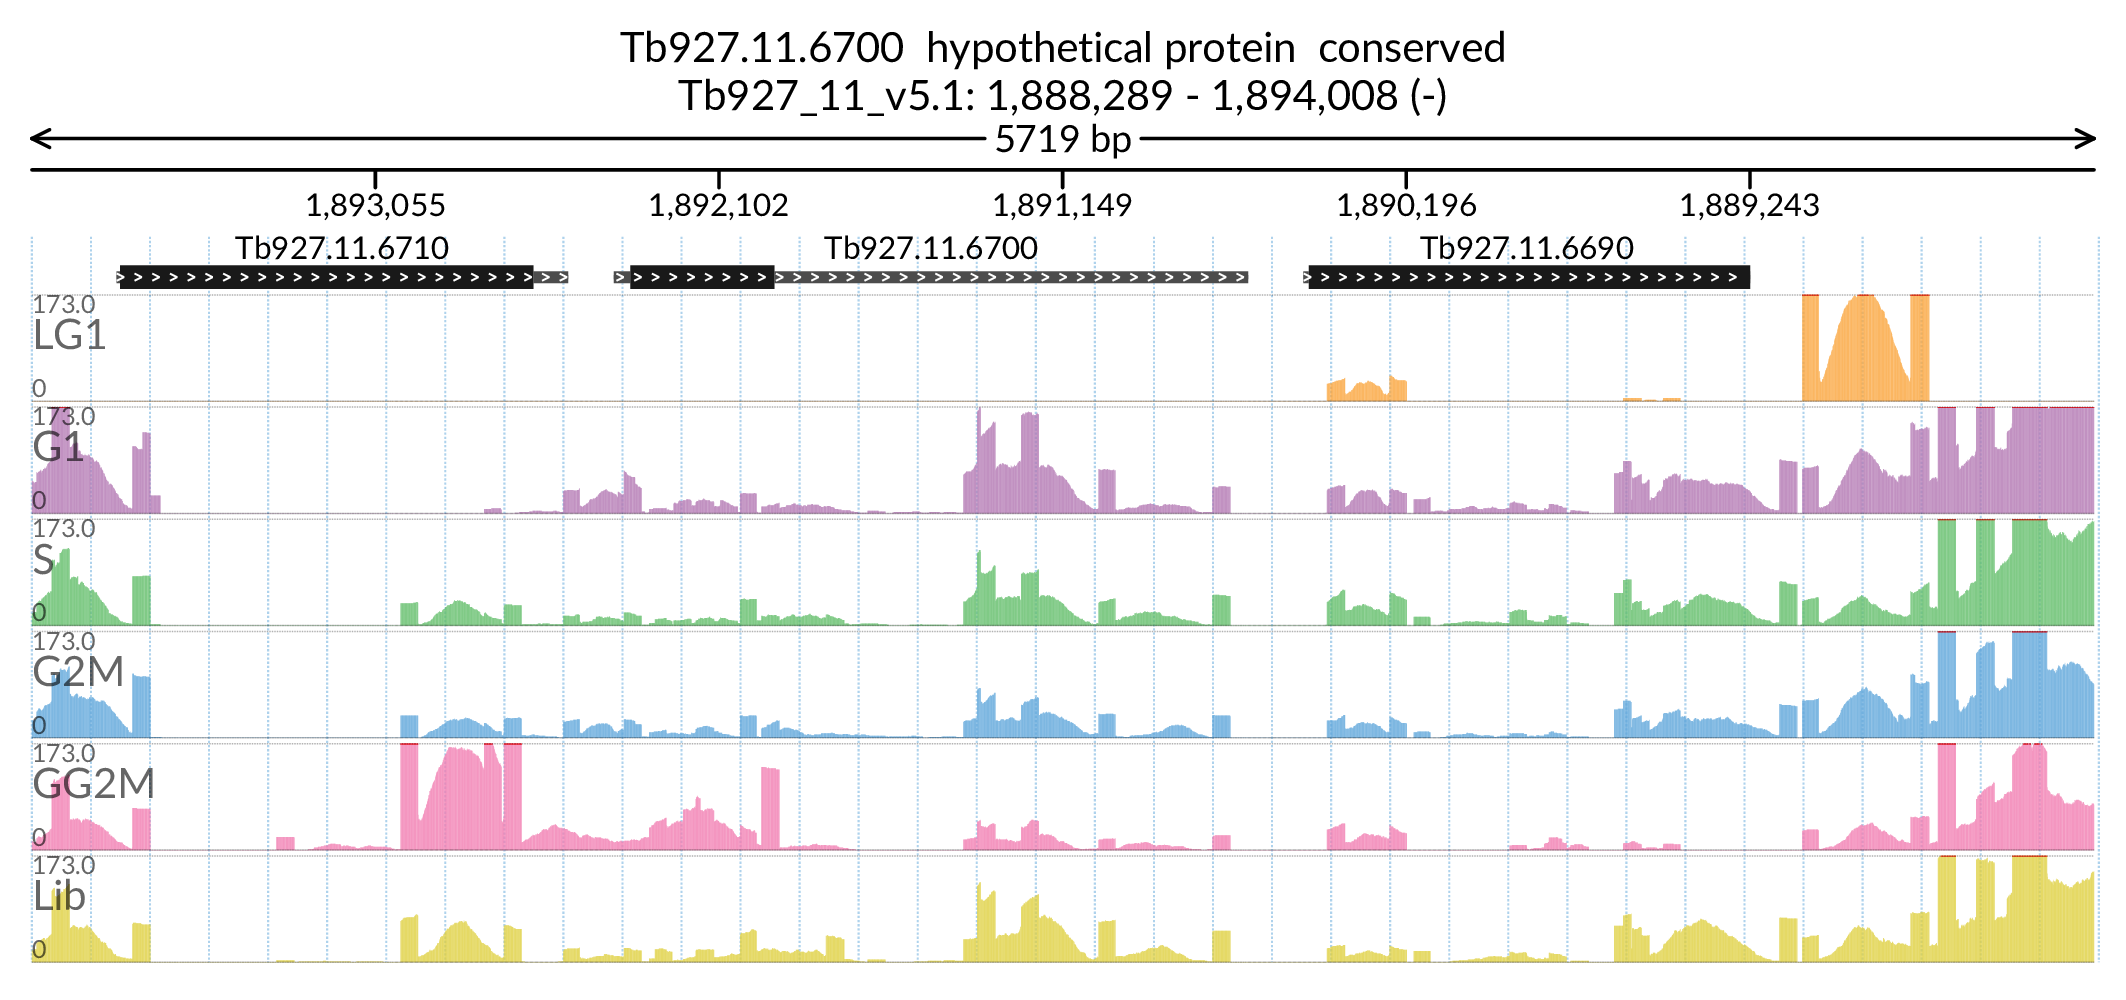 Tb927.11.6700  hypothetical protein  conserved
Tb927_11_v5.1: 1,888,289 - 1,894,008 (-)
5719 bp
1,893,055 1,892,102 1,891,149 1,890,196 1,889,243
Tb927.11.6710 Tb927.11.6700 Tb927.11.6690
173.0
LG1
0
173.0
G1
0
173.0
S
0
173.0
G2M
0
173.0
GG2M
0
173.0
Lib
0